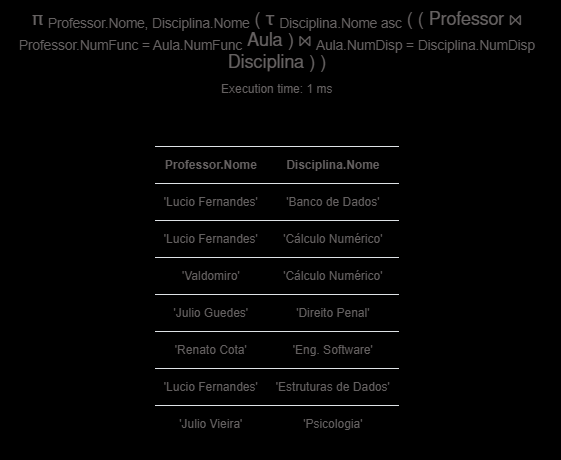 π Professor.Nome, Disciplina.Nome ( τ Disciplina.Nome asc ( ( Professor ⋈
Professor.NumFunc = Aula.NumFunc Aula ) ⋈ Aula.NumDisp = Disciplina.NumDisp
Disciplina ) )
Execution time: 1 ms
Professor.Nome Disciplina.Nome
'Lucio Fernandes' 'Banco de Dados'
'Lucio Fernandes' 'Cálculo Numérico'
'Valdomiro' 'Cálculo Numérico'
'Julio Guedes' 'Direito Penal'
'Renato Cota' 'Eng. Software'
'Lucio Fernandes' 'Estruturas de Dados'
'Julio Vieira' 'Psicologia'